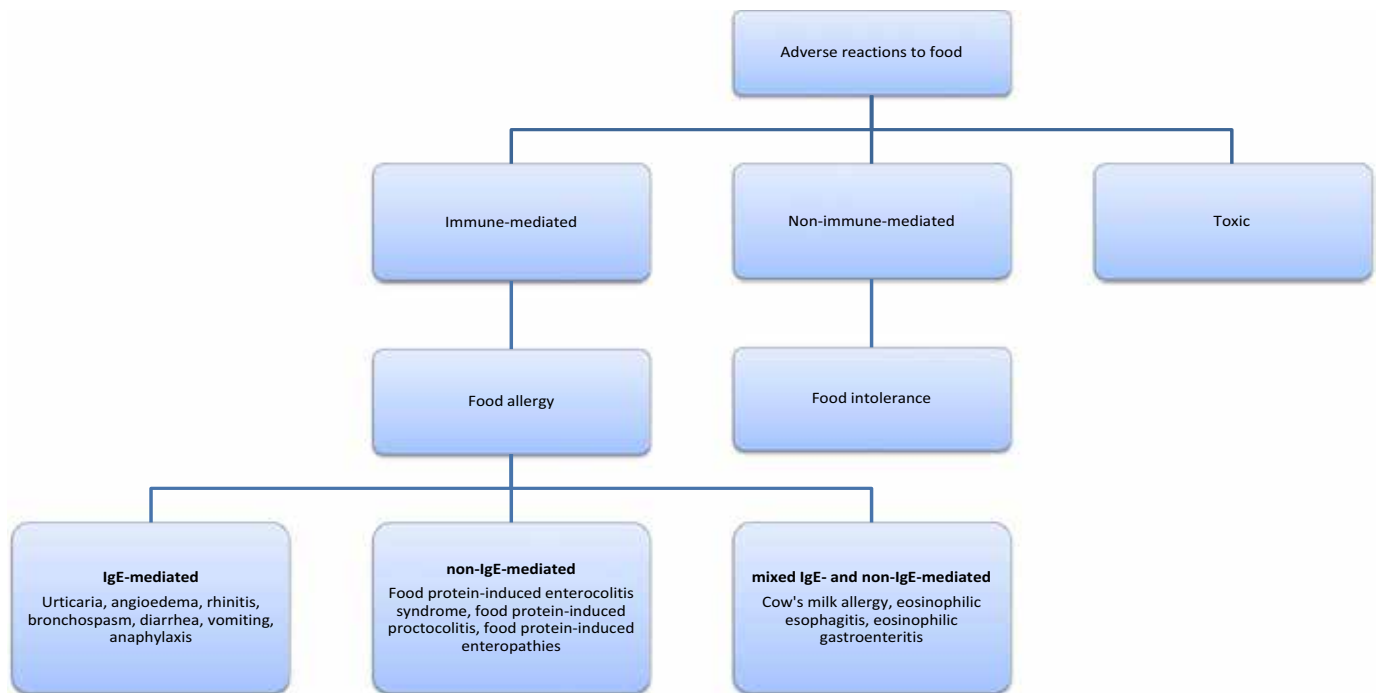 Adverse reactions to food
Immune-mediated
Non-immune-mediated
Toxic
Food allergy
Food intolerance
IgE-mediated
Urticaria, angioedema, rhinitis,
bronchospasm, diarrhea, vomiting,
anaphylaxis
non-IgE-mediated
Food protein-induced enterocolitis
syndrome, food protein-induced
proctocolitis, food protein-induced
enteropathies
mixed IgE- and non-IgE-mediated
Cow's milk allergy, eosinophilic
esophagitis, eosinophilic
gastroenteritis